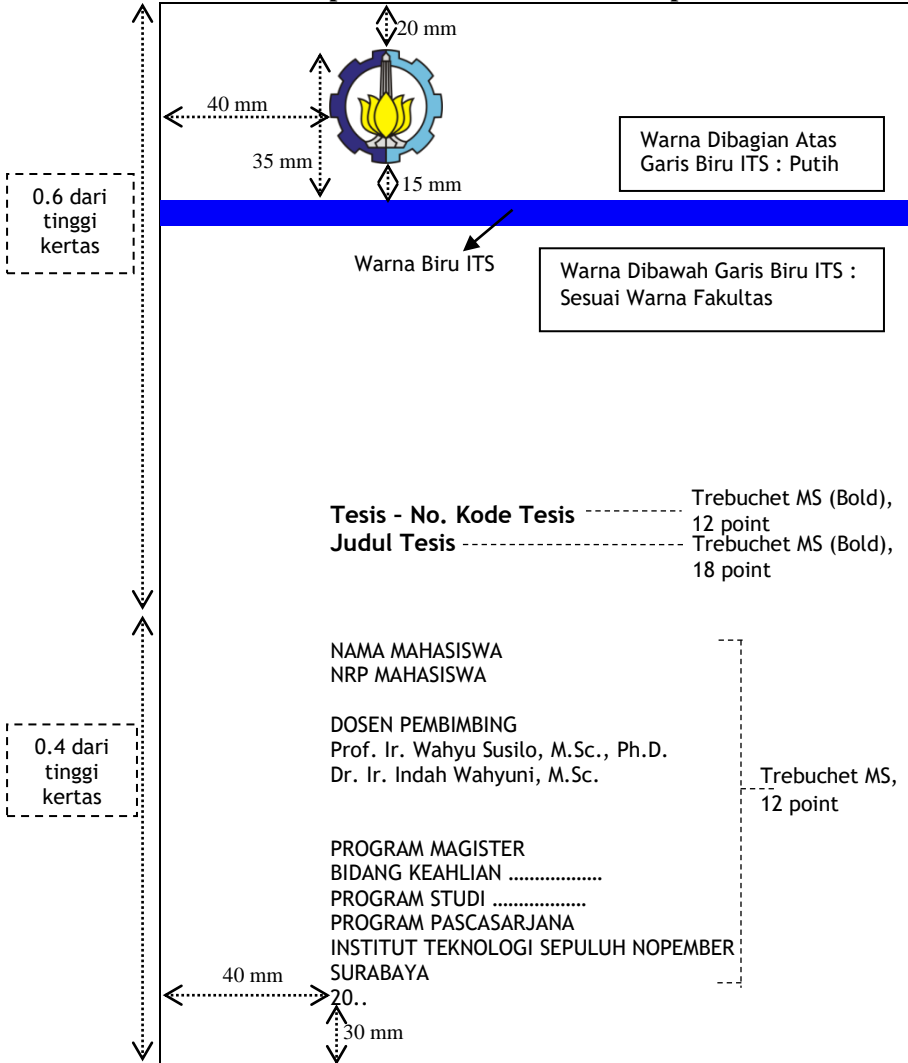 20 mm
40 mm
35 mm
15 mm
Warna Dibagian Atas
Garis Biru ITS : Putih
0.6 dari
tinggi
kertas
Warna Biru ITS
Warna Dibawah Garis Biru ITS :
Sesuai Warna Fakultas
Tesis – No. Kode Tesis
Trebuchet MS (Bold),
12 point
Judul Tesis
Trebuchet MS (Bold),
18 point
NAMA MAHASISWA
NRP MAHASISWA
DOSEN PEMBIMBING
Prof. Ir. Wahyu Susilo, M.Sc., Ph.D.
Dr. Ir. Indah Wahyuni, M.Sc.
0.4 dari
tinggi
kertas
Trebuchet MS,
12 point
PROGRAM MAGISTER
BIDANG KEAHLIAN ...................
PROGRAM STUDI ...................
PROGRAM PASCASARJANA
INSTITUT TEKNOLOGI SEPULUH NOPEMBER
SURABAYA
20..
40 mm
30 mm